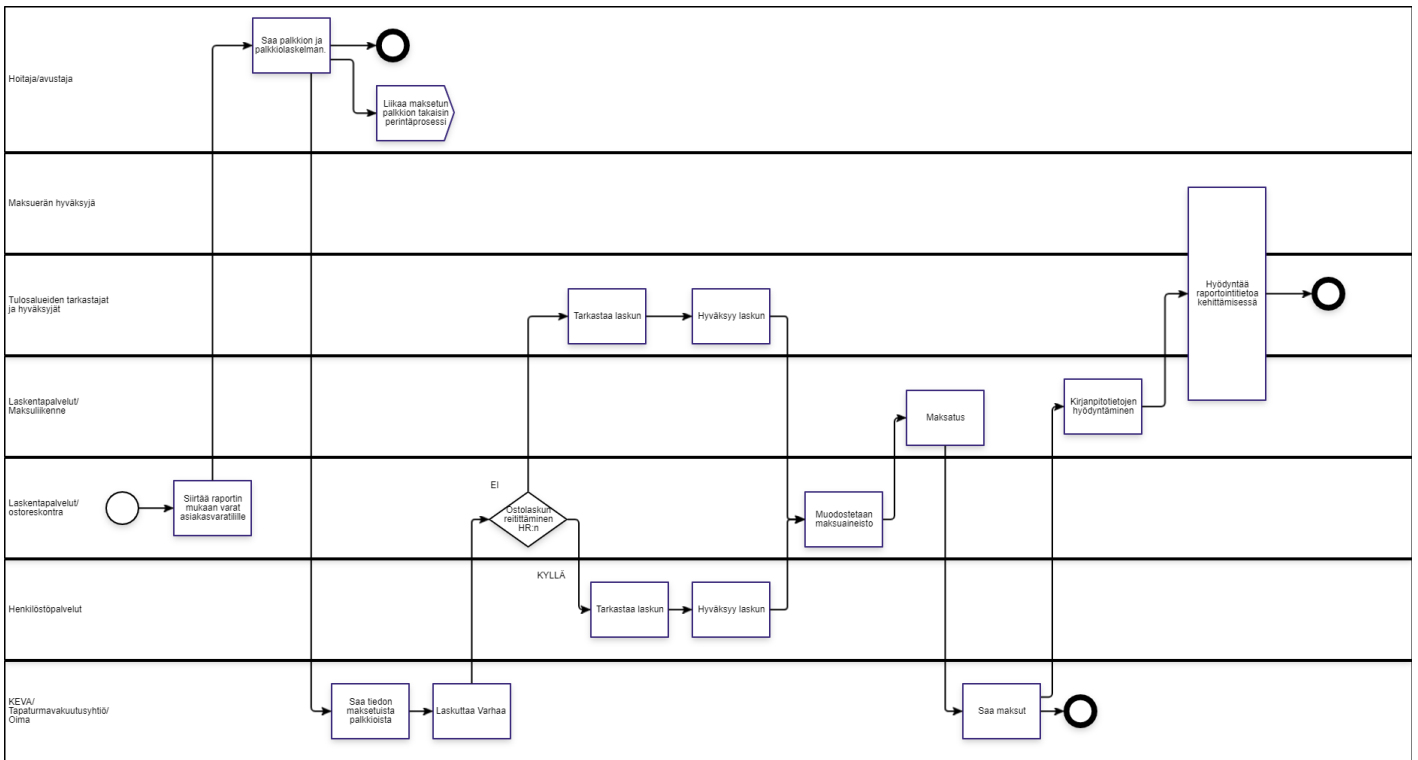 Hoitaja/avustaja
Saa palkkion ja
palkkiolaskelman.
Liikaa maksetun
palkkion takaisin
perintäprosessi
Maksuerän hyväksyjä
Tulosalueiden tarkastajat
ja hyväksyjät
Tarkastaa laskun
Hyväksyy laskun
Hyödyntää
raportointitietoa
kehittämisessä
Laskentapalvelut/
Maksuliikenne
Maksatus
Kirjanpitotietojen
hyödyntäminen
Laskentapalvelut/
ostoreskontra
Siirtää raportin
mukaan varat
asiakasvaratilille
EI
Ostolaskun
reitittäminen
HR:n
KYLLÄ
Muodostetaan
maksuaineisto
Henkilöstöpalvelut
Tarkastaa laskun
Hyväksyy laskun
KEVA/
Tapaturmavakuutusyhtiö/
Oima
Saa tiedon
maksetuista
palkkioista
Laskuttaa Varhaa
Saa maksut